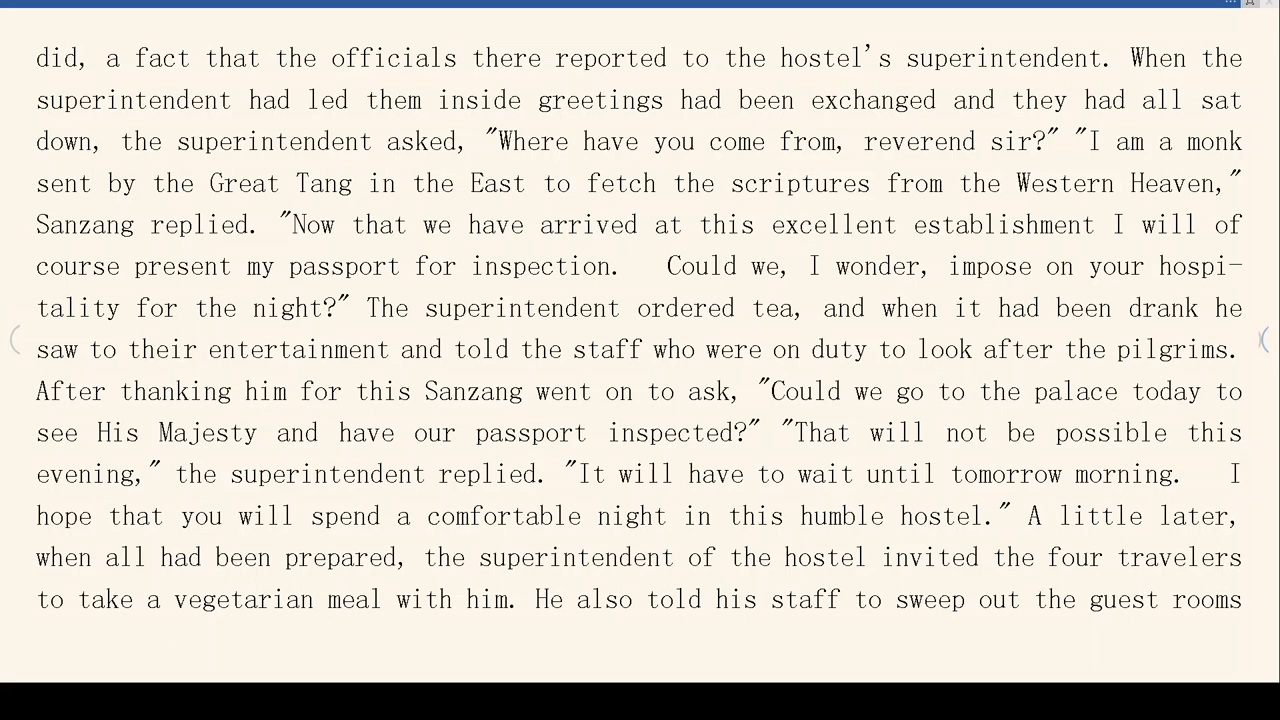 did, a fact that the officials there reported to the hostel's superintendent. When the
superintendent had led them inside greetings had been exchanged and they had all sat
down, the superintendent asked, "Where have you come from, reverend sir?" "I am a monk
sent by the Great Tang in the East to fetch the scriptures from the Western Heaven,"
Sanzang replied. "Now that we have arrived at this excellent establishment I will of
course present my passport for inspection. Could we, I wonder, impose on your hospi-
tality for the night?" The superintendent ordered tea, and when it had been drank he
saw to their entertainment and told the staff who were on duty to look after the pilgrims.
After thanking him for this Sanzang went on to ask, "Could we go to the palace today to
see His Majesty and have our passport inspected?" "That will not be possible this
evening," the superintendent replied. "It will have to wait until tomorrow morning. I
hope that you will spend a comfortable night in this humble hostel." A little later,
when all had been prepared, the superintendent of the hostel invited the four travelers
to take a vegetarian meal with him. He also told his staff to sweep out the guest rooms